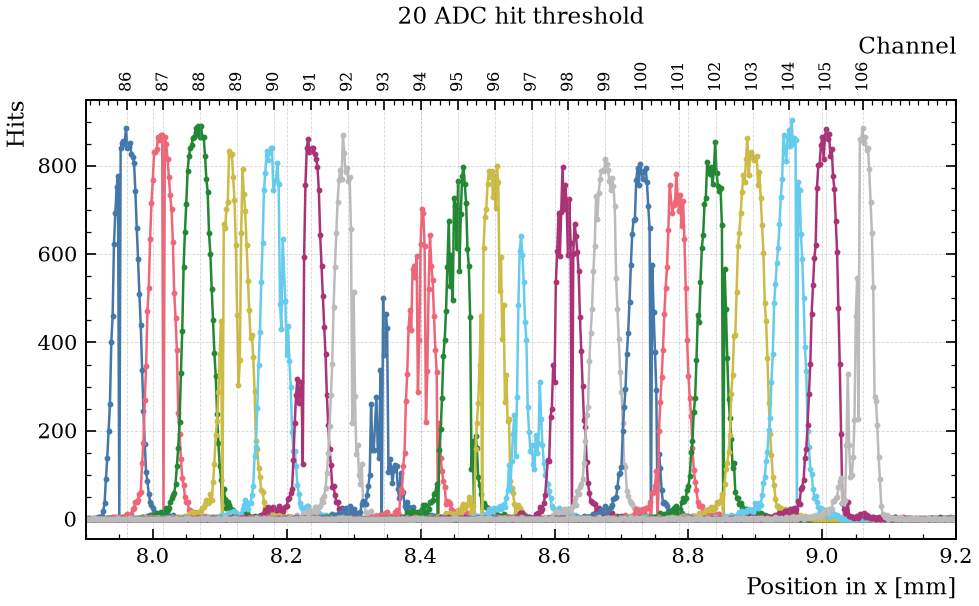 20 ADC hit threshold
Channel
86 87 88 89 90 91 92 93 94 95 96 97 98 99 100 101 102 103 104 105 106
Hits
800
600
400
200
0
8.0 8.2 8.4 8.6 8.8 9.0 9.2
Position in x [mm]